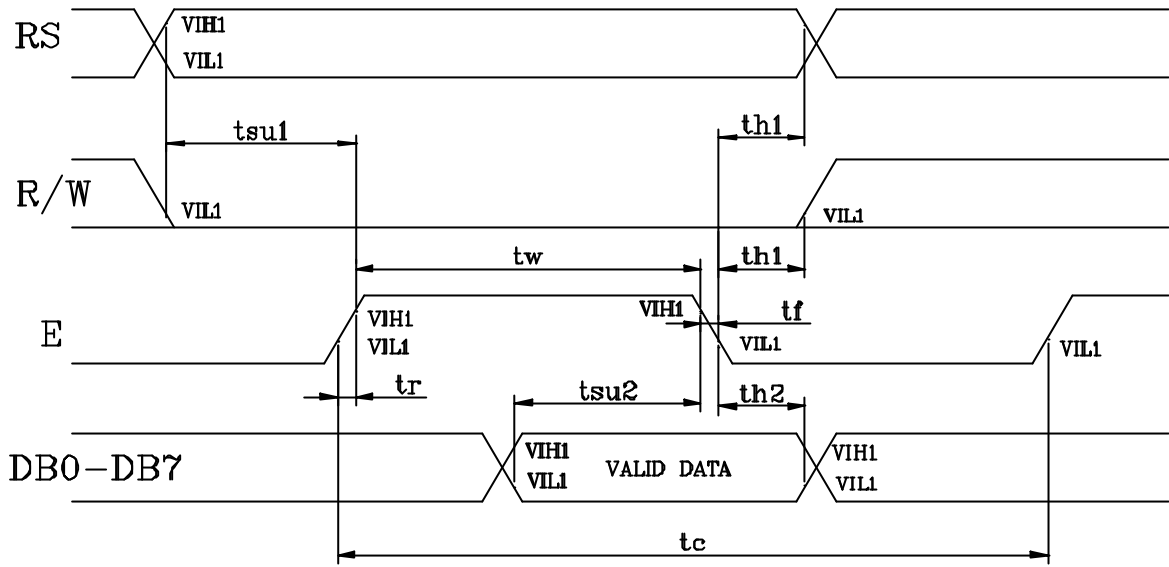 RS
VIH1
VIL1
tsu1
th1
R/W
VIL1
VIL1
tw
th1
E
VIH1
VIL1
VIH1
tf
VIL1
VIL1
tr
tsu2
th2
DB0-DB7
VIH1
VIL1
VALID DATA
VIH1
VIL1
tc